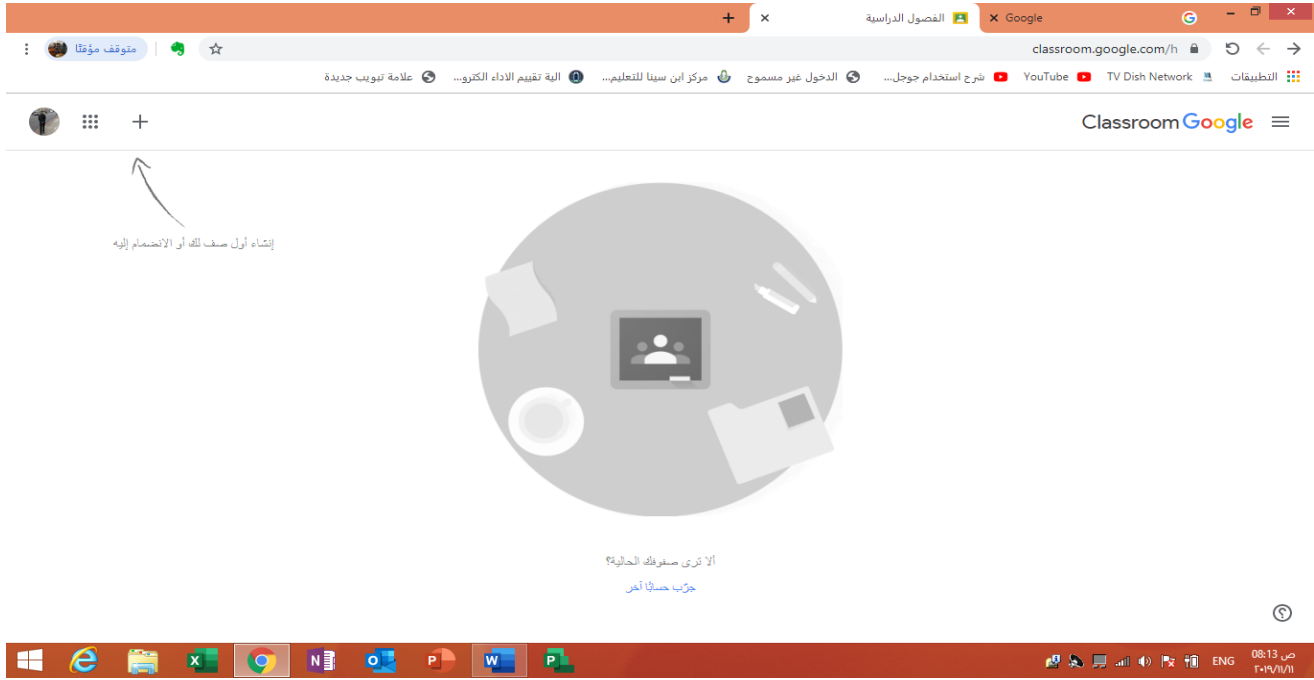 Google
الفصول الدراسية
classroom.google.com/h
متوقف مؤقتًا
التطبيقات
TV Dish Network
YouTube
شرح استخدام جوجل...
الدخول غير مسموح
مركز ابن سينا للتعليم...
الية تقييم الاداء الكترو...
علامة تبويب جديدة
Google Classroom
إنشاء أول صف لك أو الانضمام إليه
ألا ترى صفوفك الحالية؟
جرّب حسابًا آخر
ENG
08:13 ص
٢٠١٩/١١/١١